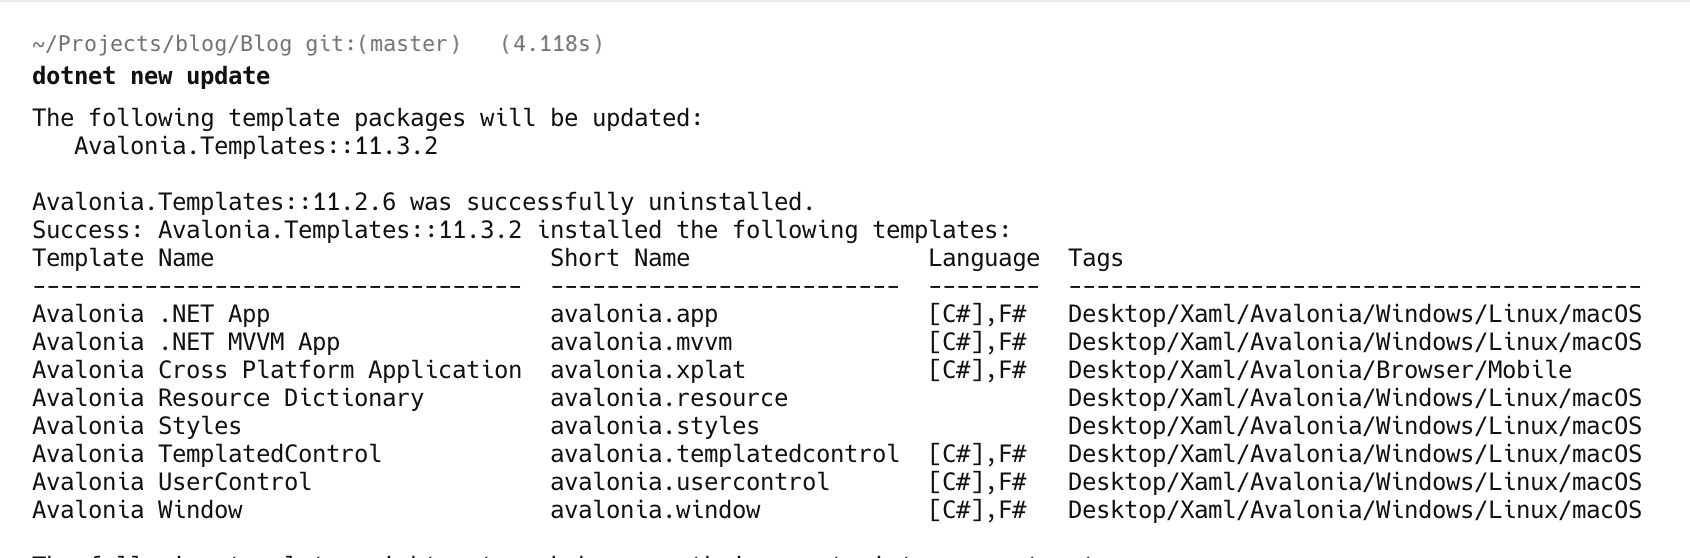 ~/Projects/blog/Blog git:(master)   (4.118s)
dotnet new update
The following template packages will be updated:
   Avalonia.Templates::11.3.2
Avalonia.Templates::11.2.6 was successfully uninstalled.
Success: Avalonia.Templates::11.3.2 installed the following templates:
Template Name                        Short Name                 Language  Tags
-----------------------------------  -------------------------  --------  -----------------------------------------
Avalonia .NET App                    avalonia.app               [C#],F#   Desktop/Xaml/Avalonia/Windows/Linux/macOS
Avalonia .NET MVVM App               avalonia.mvvm              [C#],F#   Desktop/Xaml/Avalonia/Windows/Linux/macOS
Avalonia Cross Platform Application  avalonia.xplat             [C#],F#   Desktop/Xaml/Avalonia/Browser/Mobile
Avalonia Resource Dictionary         avalonia.resource                    Desktop/Xaml/Avalonia/Windows/Linux/macOS
Avalonia Styles                      avalonia.styles                      Desktop/Xaml/Avalonia/Windows/Linux/macOS
Avalonia TemplatedControl            avalonia.templatedcontrol  [C#],F#   Desktop/Xaml/Avalonia/Windows/Linux/macOS
Avalonia UserControl                 avalonia.usercontrol       [C#],F#   Desktop/Xaml/Avalonia/Windows/Linux/macOS
Avalonia Window                      avalonia.window            [C#],F#   Desktop/Xaml/Avalonia/Windows/Linux/macOS